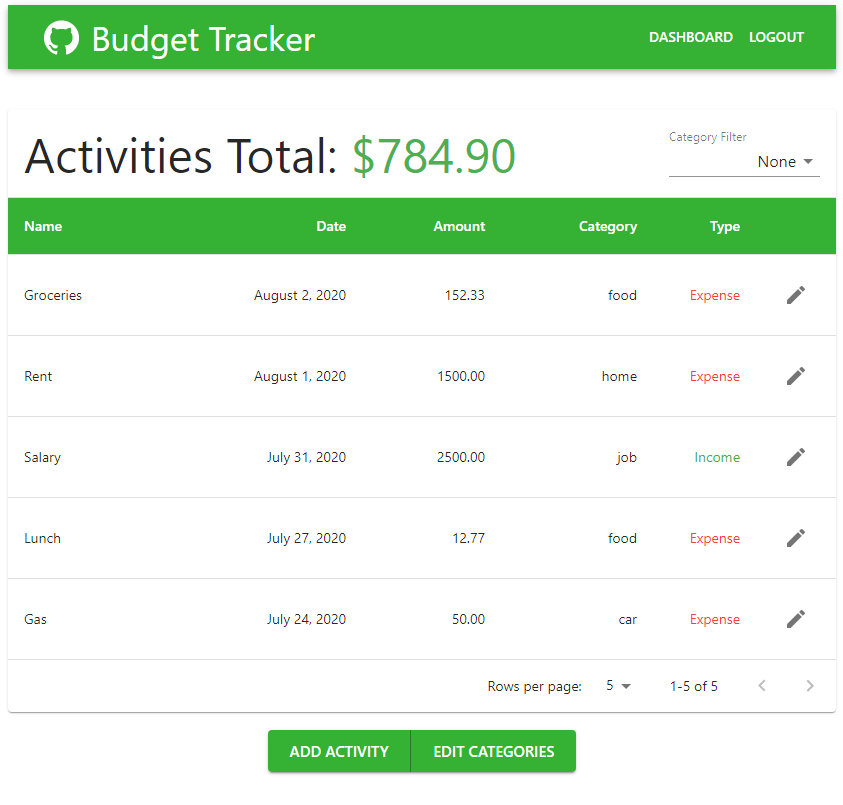 Budget Tracker DASHBOARD LOGOUT
Activities Total: $784.90
Category Filter
None
Name Date Amount Category Type
Groceries August 2, 2020 152.33 food Expense
Rent August 1, 2020 1500.00 home Expense
Salary July 31, 2020 2500.00 job Income
Lunch July 27, 2020 12.77 food Expense
Gas July 24, 2020 50.00 car Expense
Rows per page: 5 1-5 of 5
ADD ACTIVITY EDIT CATEGORIES